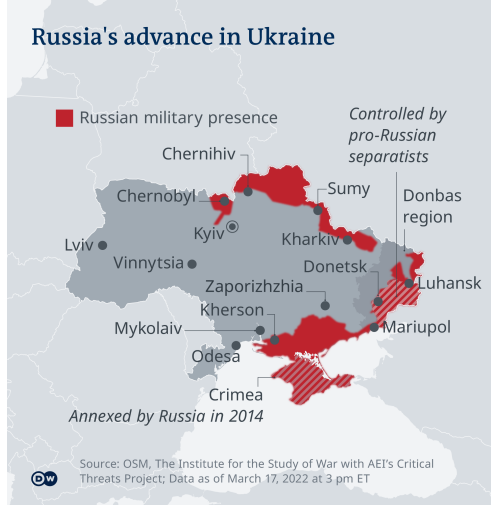 Russia's advance in Ukraine
Russian military presence
Controlled by
pro-Russian
separatists
Chernihiv
Chernobyl
Sumy
Donbas
region
Kyiv
Kharkiv
Lviv
Vinnytsia
Donetsk
Zaporizhzhia
Luhansk
Kherson
Mykolaiv
Mariupol
Odesa
Crimea
Annexed by Russia in 2014
Source: OSM, The Institute for the Study of War with AEI's Critical
Threats Project; Data as of March 17, 2022 at 3 pm ET
DW